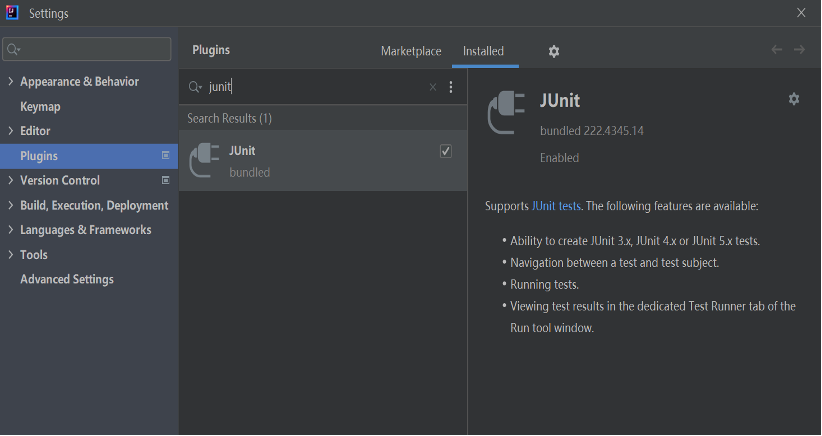 Settings
Plugins
Marketplace
Installed
Appearance & Behavior
Keymap
Editor
Plugins
Version Control
Build, Execution, Deployment
Languages & Frameworks
Tools
Advanced Settings
junit
Search Results (1)
JUnit
bundled
JUnit
bundled 222.4345.14
Enabled
Supports JUnit tests. The following features are available:
• Ability to create JUnit 3.x, JUnit 4.x or JUnit 5.x tests.
• Navigation between a test and test subject.
• Running tests.
• Viewing test results in the dedicated Test Runner tab of the
Run tool window.